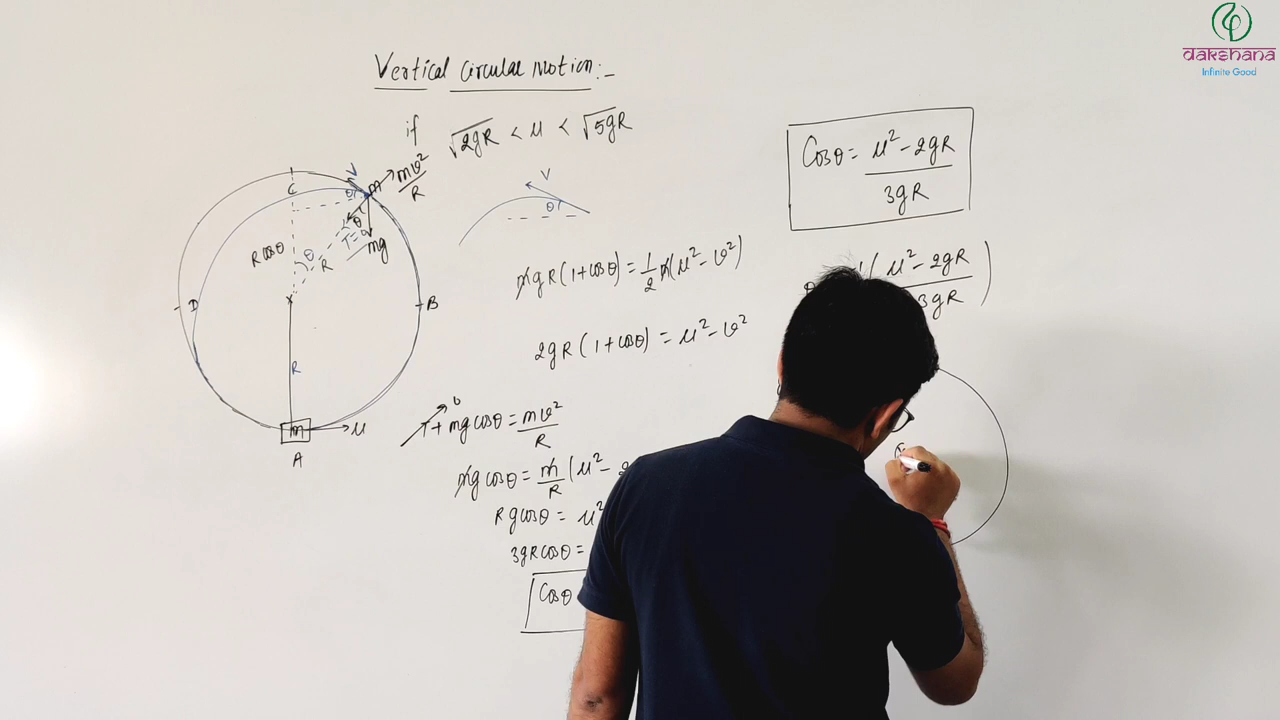 dakshana
Infinite Good
Vertical Circular Motion:-
if √2gR < u < √5gR
C
V
M
mv²/R
θ
θ
T=0
mg
R cosθ
θ
R
D
B
R
m
u
A
V
θ
mgR(1+cosθ) = 1/2 m(u² - v²)
2gR(1+cosθ) = u² - v²
0
T + mg cosθ = mv²/R
mg cosθ = m/R (u² -
Rg cosθ = u²
3gR cosθ =
Cosθ
Cosθ = u² - 2gR / 3gR
( u² - 2gR / 3gR )